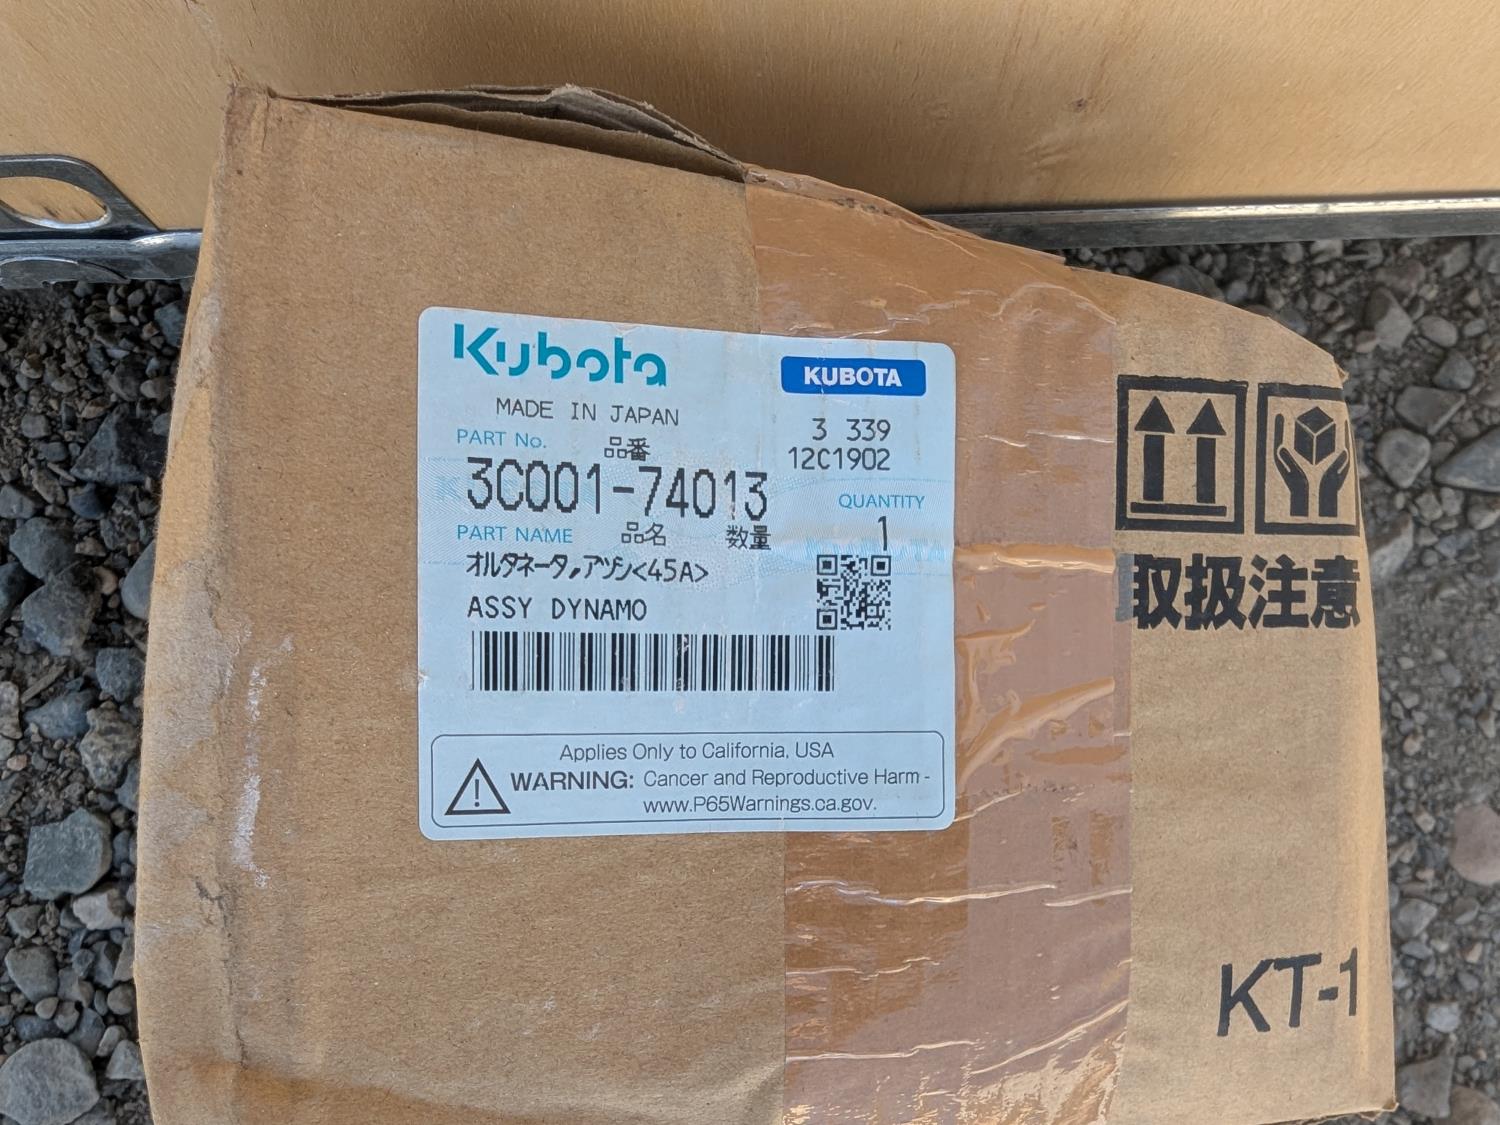 Kubota
KUBOTA
MADE IN JAPAN
3 339
PART No. 品番
12C1902
3C001-74013
QUANTITY
PART NAME 品名 数量 1
オルタネータ,アツシ<45A>
ASSY DYNAMO
Applies Only to California, USA
WARNING: Cancer and Reproductive Harm -
www.P65Warnings.ca.gov.
取扱注意
KT-1